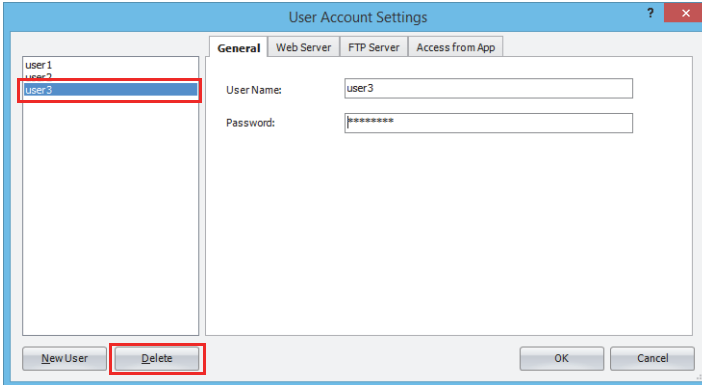 User Account Settings
? ×
General Web Server FTP Server Access from App
user1
user2
user3
User Name: user3
Password: ********
New User Delete OK Cancel